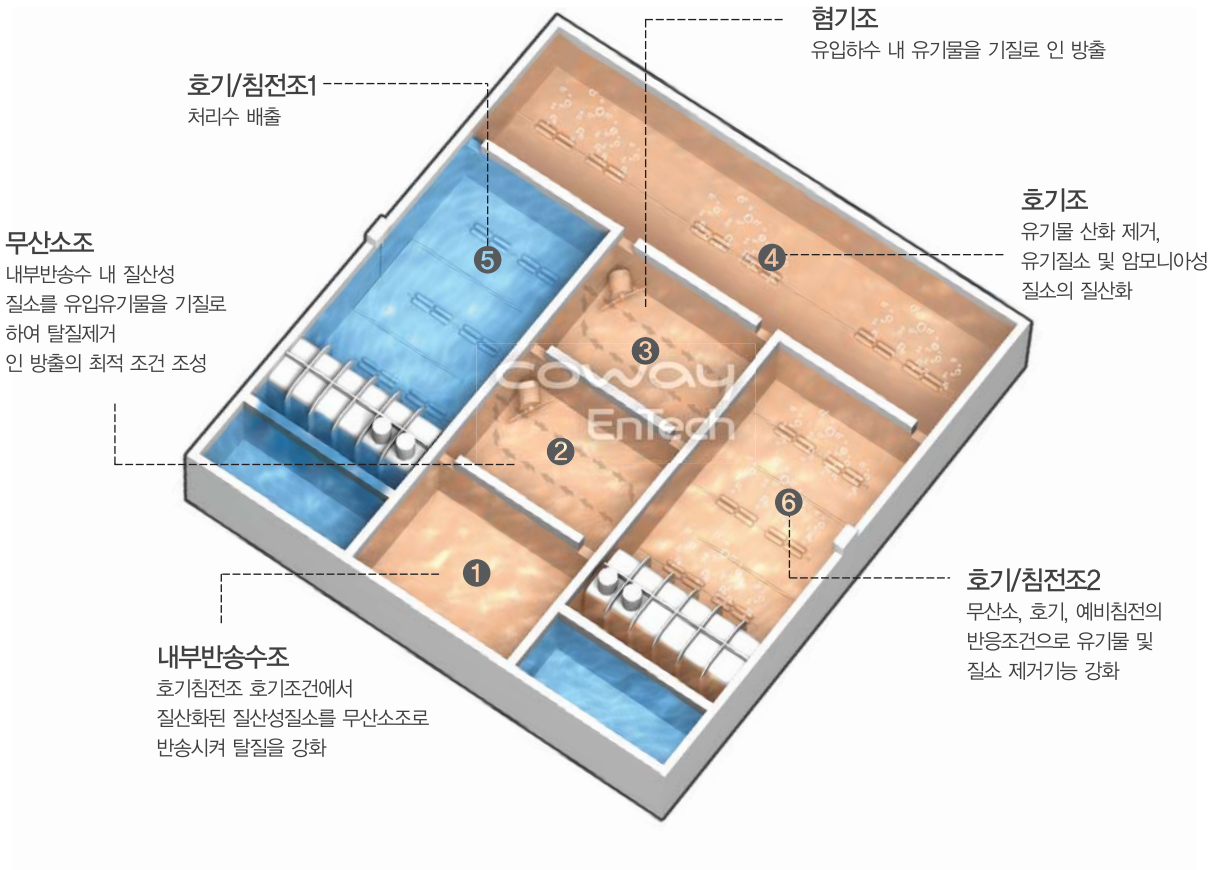 혐기조
유입하수 내 유기물을 기질로 인 방출
호기/침전조1
처리수 배출
호기조
유기물 산화 제거,
유기질소 및 암모니아성
질소의 질산화
무산소조
내부반송수 내 질산성
질소를 유입유기물을 기질로
하여 탈질제거
인 방출의 최적 조건 조성
4
5
3
coway
EnTech
2
6
1
호기/침전조2
무산소, 호기, 예비침전의
반응조건으로 유기물 및
질소 제거기능 강화
내부반송수조
호기침전조 호기조건에서
질산화된 질산성질소를 무산소조로
반송시켜 탈질을 강화